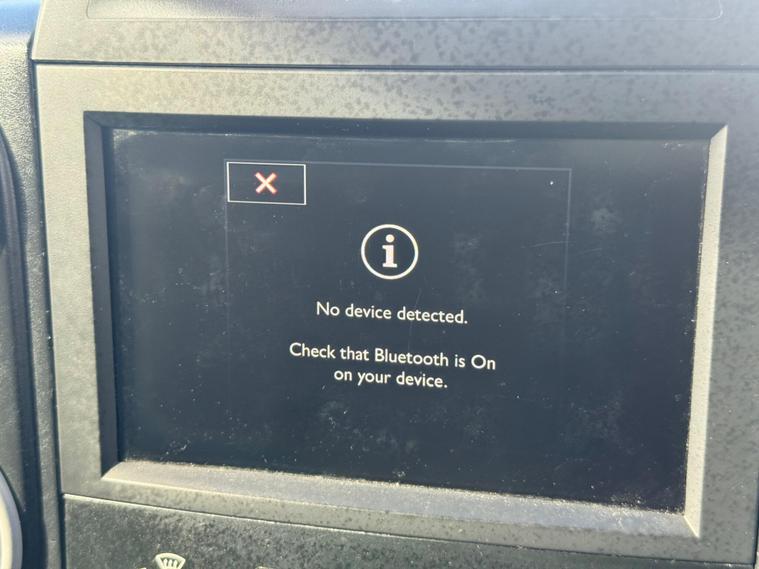 No device detected.
Check that Bluetooth is On
on your device.